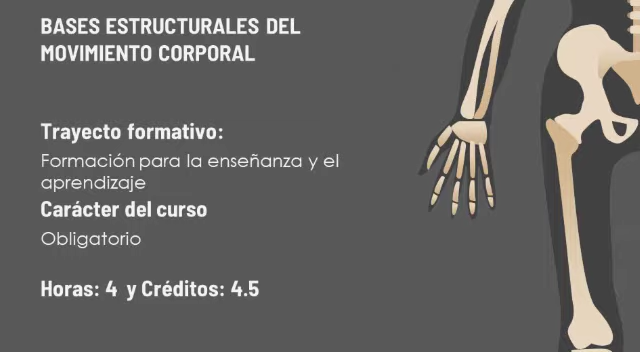 BASES ESTRUCTURALES DEL
MOVIMIENTO CORPORAL
Trayecto formativo:
Formación para la enseñanza y el
aprendizaje
Carácter del curso
Obligatorio
Horas: 4 y Créditos: 4.5